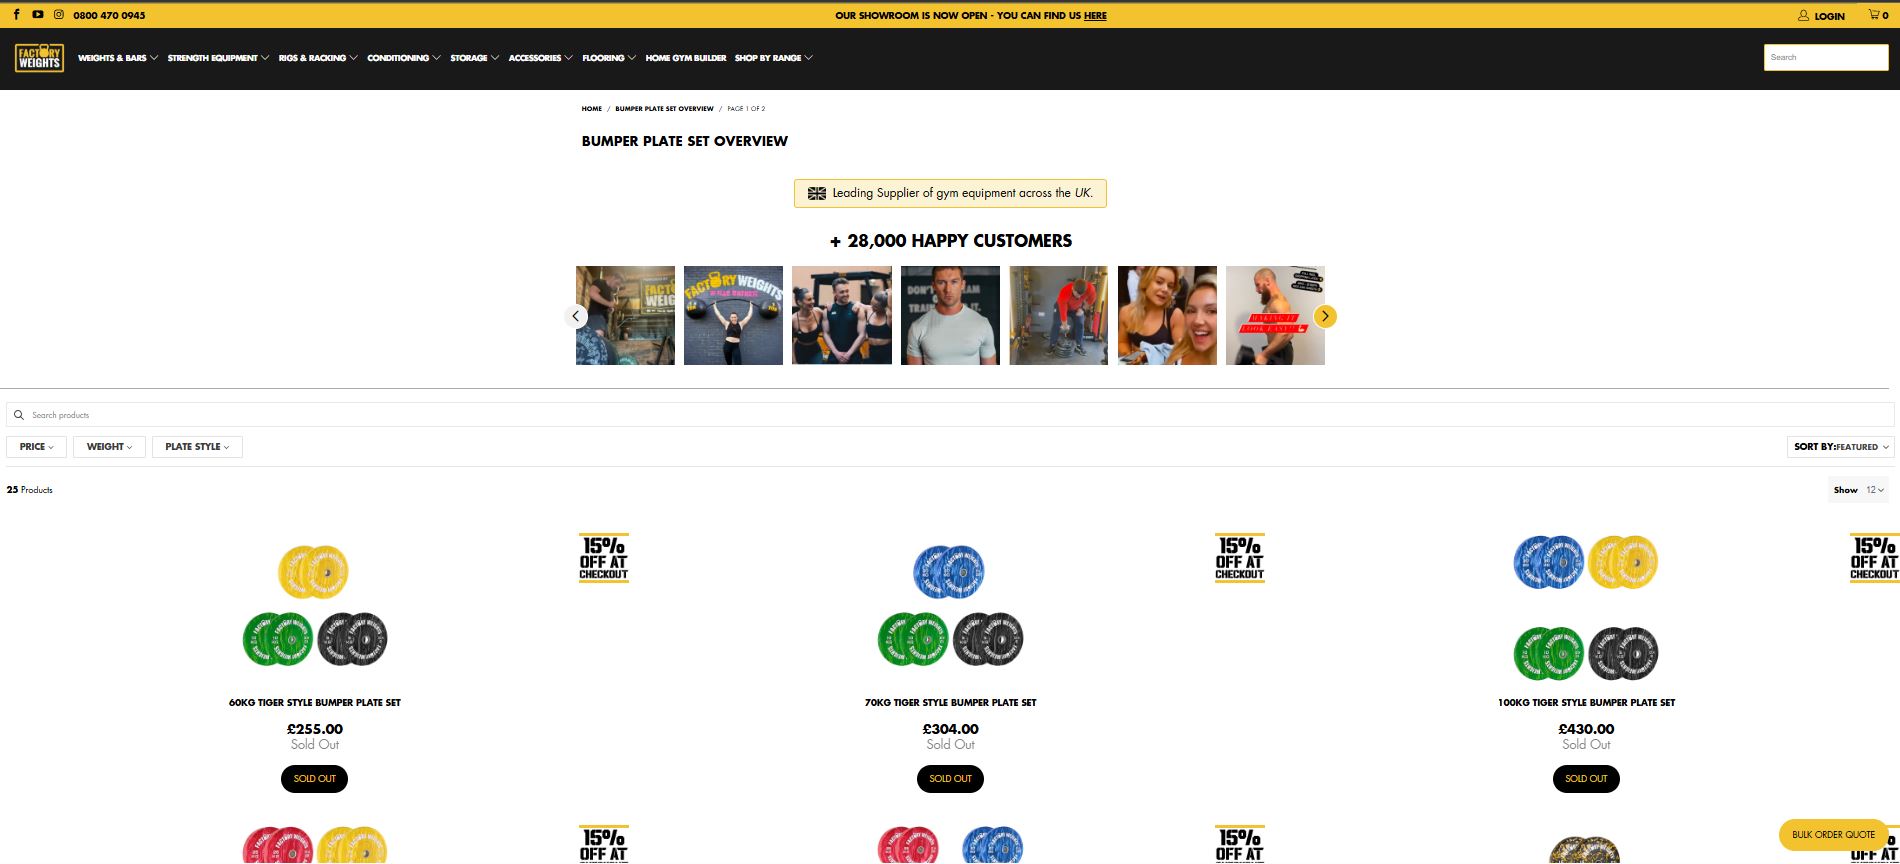 0800 470 0945
OUR SHOWROOM IS NOW OPEN - YOU CAN FIND US HERE
LOGIN
0
FACTORY
WEIGHTS
WEIGHTS & BARS
STRENGTH EQUIPMENT
RIGS & RACKING
CONDITIONING
STORAGE
ACCESSORIES
FLOORING
HOME GYM BUILDER
SHOP BY RANGE
Search
HOME / BUMPER PLATE SET OVERVIEW / PAGE 1 OF 2
BUMPER PLATE SET OVERVIEW
Leading Supplier of gym equipment across the UK.
+ 28,000 HAPPY CUSTOMERS
FACTORY WEIGHTS
MAKING IT
LOOK EASY!!
Search products
PRICE
WEIGHT
PLATE STYLE
SORT BY:FEATURED
25 Products
Show 12
15%
OFF AT
CHECKOUT
15%
OFF AT
CHECKOUT
15%
OFF AT
CHECKOUT
60KG TIGER STYLE BUMPER PLATE SET
£255.00
Sold Out
SOLD OUT
70KG TIGER STYLE BUMPER PLATE SET
£304.00
Sold Out
SOLD OUT
100KG TIGER STYLE BUMPER PLATE SET
£430.00
Sold Out
SOLD OUT
15%
OFF AT
15%
OFF AT
BULK ORDER QUOTE
OFF AT